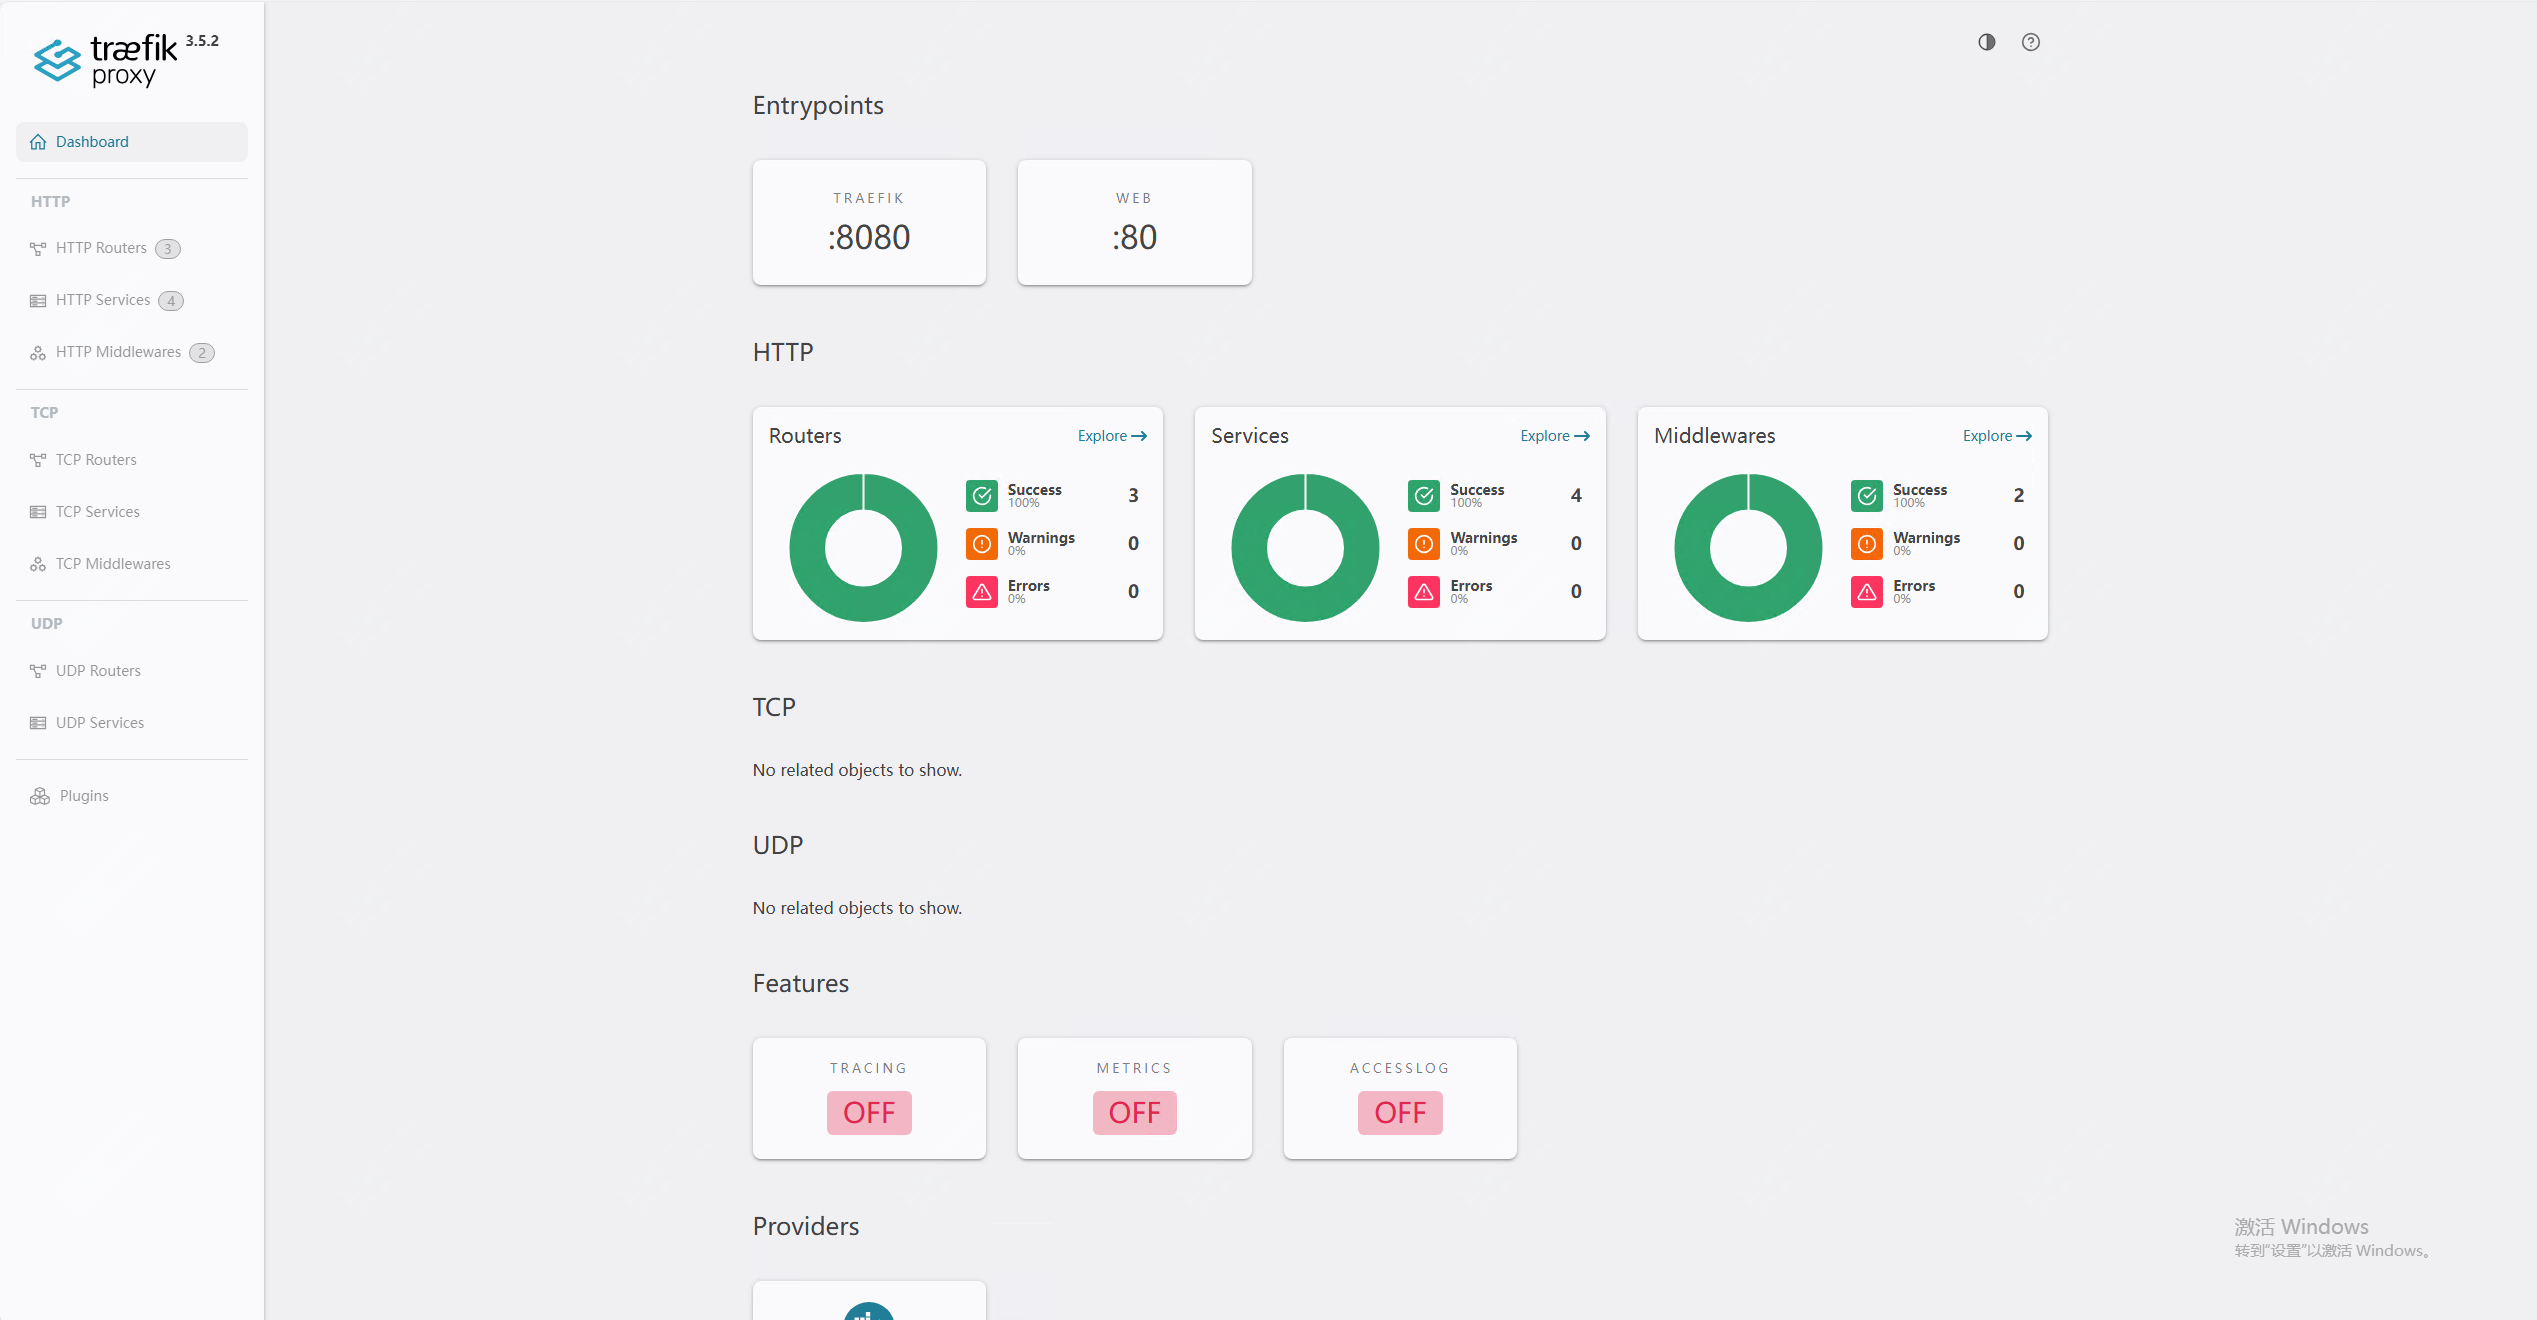 træfik 3.5.2
proxy
Dashboard
HTTP
HTTP Routers 3
HTTP Services 4
HTTP Middlewares 2
TCP
TCP Routers
TCP Services
TCP Middlewares
UDP
UDP Routers
UDP Services
Plugins
Entrypoints
TRAEFIK
:8080
WEB
:80
HTTP
Routers
Explore
Success 3
100%
Warnings 0
0%
Errors 0
0%
Services
Explore
Success 4
100%
Warnings 0
0%
Errors 0
0%
Middlewares
Explore
Success 2
100%
Warnings 0
0%
Errors 0
0%
TCP
No related objects to show.
UDP
No related objects to show.
Features
TRACING
OFF
METRICS
OFF
ACCESSLOG
OFF
Providers
激活 Windows
转到“设置”以激活 Windows。